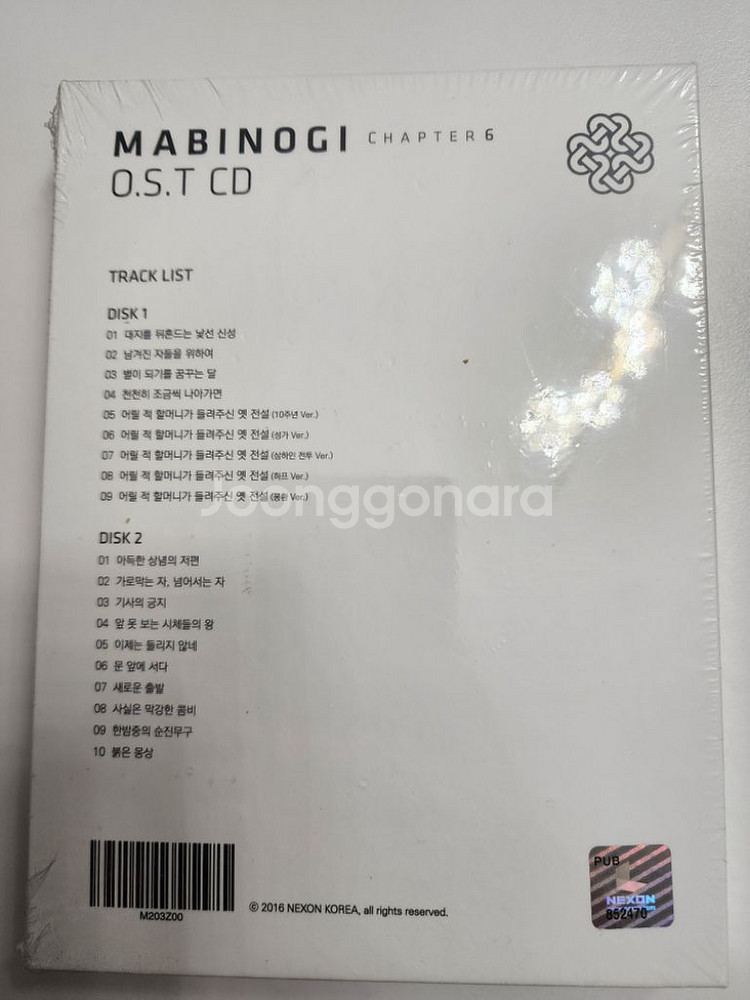 MABINOGI CHAPTER 6
O.S.T CD
TRACK LIST
DISK 1
01 대지를 뒤흔드는 낯선 신성
02 남겨진 자들을 위하여
03 별이 되기를 꿈꾸는 달
04 천천히 조금씩 나아가면
05 어릴 적 할머니가 들려주신 옛 전설 (10주년 Ver.)
06 어릴 적 할머니가 들려주신 옛 전설 (성가 Ver.)
07 어릴 적 할머니가 들려주신 옛 전설 (삼하인 전투 Ver.)
08 어릴 적 할머니가 들려주신 옛 전설 (하프 Ver.)
09 어릴 적 할머니가 들려주신 옛 전설 (몽환 Ver.)
Joonggonara
DISK 2
01 아득한 상념의 저편
02 가로막는 자, 넘어서는 자
03 기사의 긍지
04 앞 못 보는 시체들의 왕
05 이제는 들리지 않네
06 문 앞에 서다
07 새로운 출발
08 사실은 막강한 콤비
09 한밤중의 순진무구
10 붉은 몽상
M203Z00
© 2016 NEXON KOREA, all rights reserved.
PUB
NEXON
852470